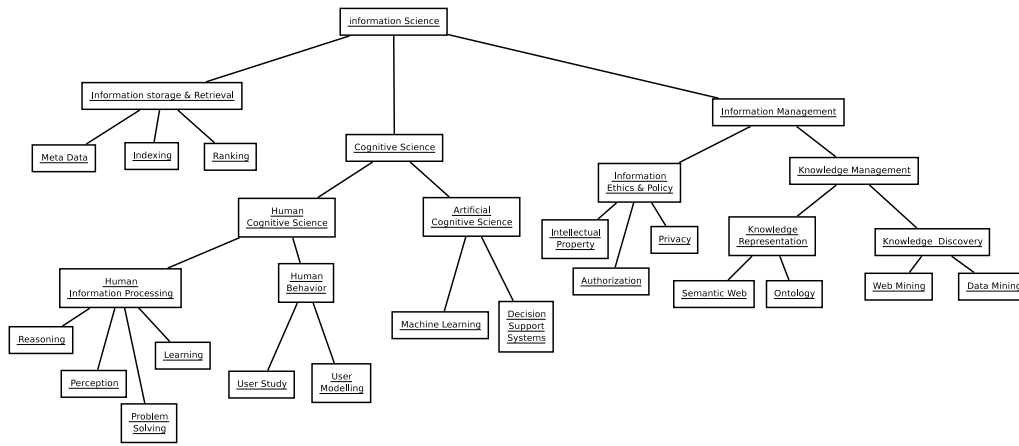 information Science
Information storage & Retrieval
Information Management
Meta Data
Indexing
Ranking
Cognitive Science
Information
Ethics & Policy
Knowledge Management
Human
Cognitive Science
Artificial
Cognitive Science
Intellectual
Property
Privacy
Authorization
Knowledge
Representation
Knowledge  Discovery
Human
Information Processing
Human
Behavior
Semantic Web
Ontology
Web Mining
Data Mining
Reasoning
Learning
Perception
Problem
Solving
User Study
User
Modelling
Machine Learning
Decision
Support
Systems